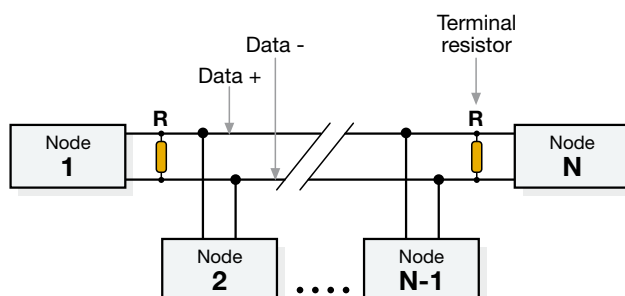 Terminal
resistor
Data -
Data +
R
R
Node
1
Node
N
Node
2
Node
N-1